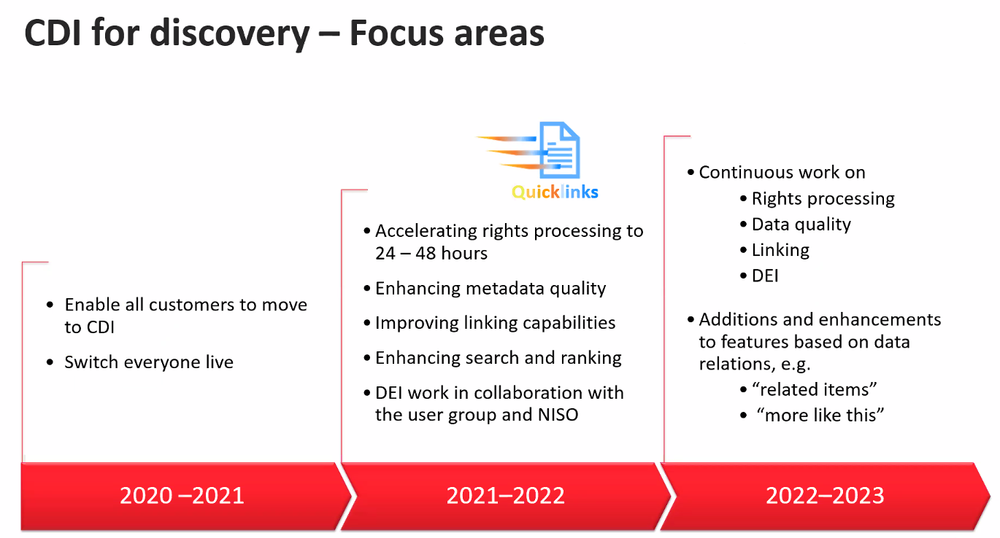 CDI for discovery – Focus areas
Quicklinks
• Enable all customers to move
to CDI
• Switch everyone live
• Accelerating rights processing to
24 – 48 hours
• Enhancing metadata quality
• Improving linking capabilities
• Enhancing search and ranking
• DEI work in collaboration with
the user group and NISO
• Continuous work on
• Rights processing
• Data quality
• Linking
• DEI
• Additions and enhancements
to features based on data
relations, e.g.
• “related items”
• “more like this”
2020 –2021
2021–2022
2022–2023